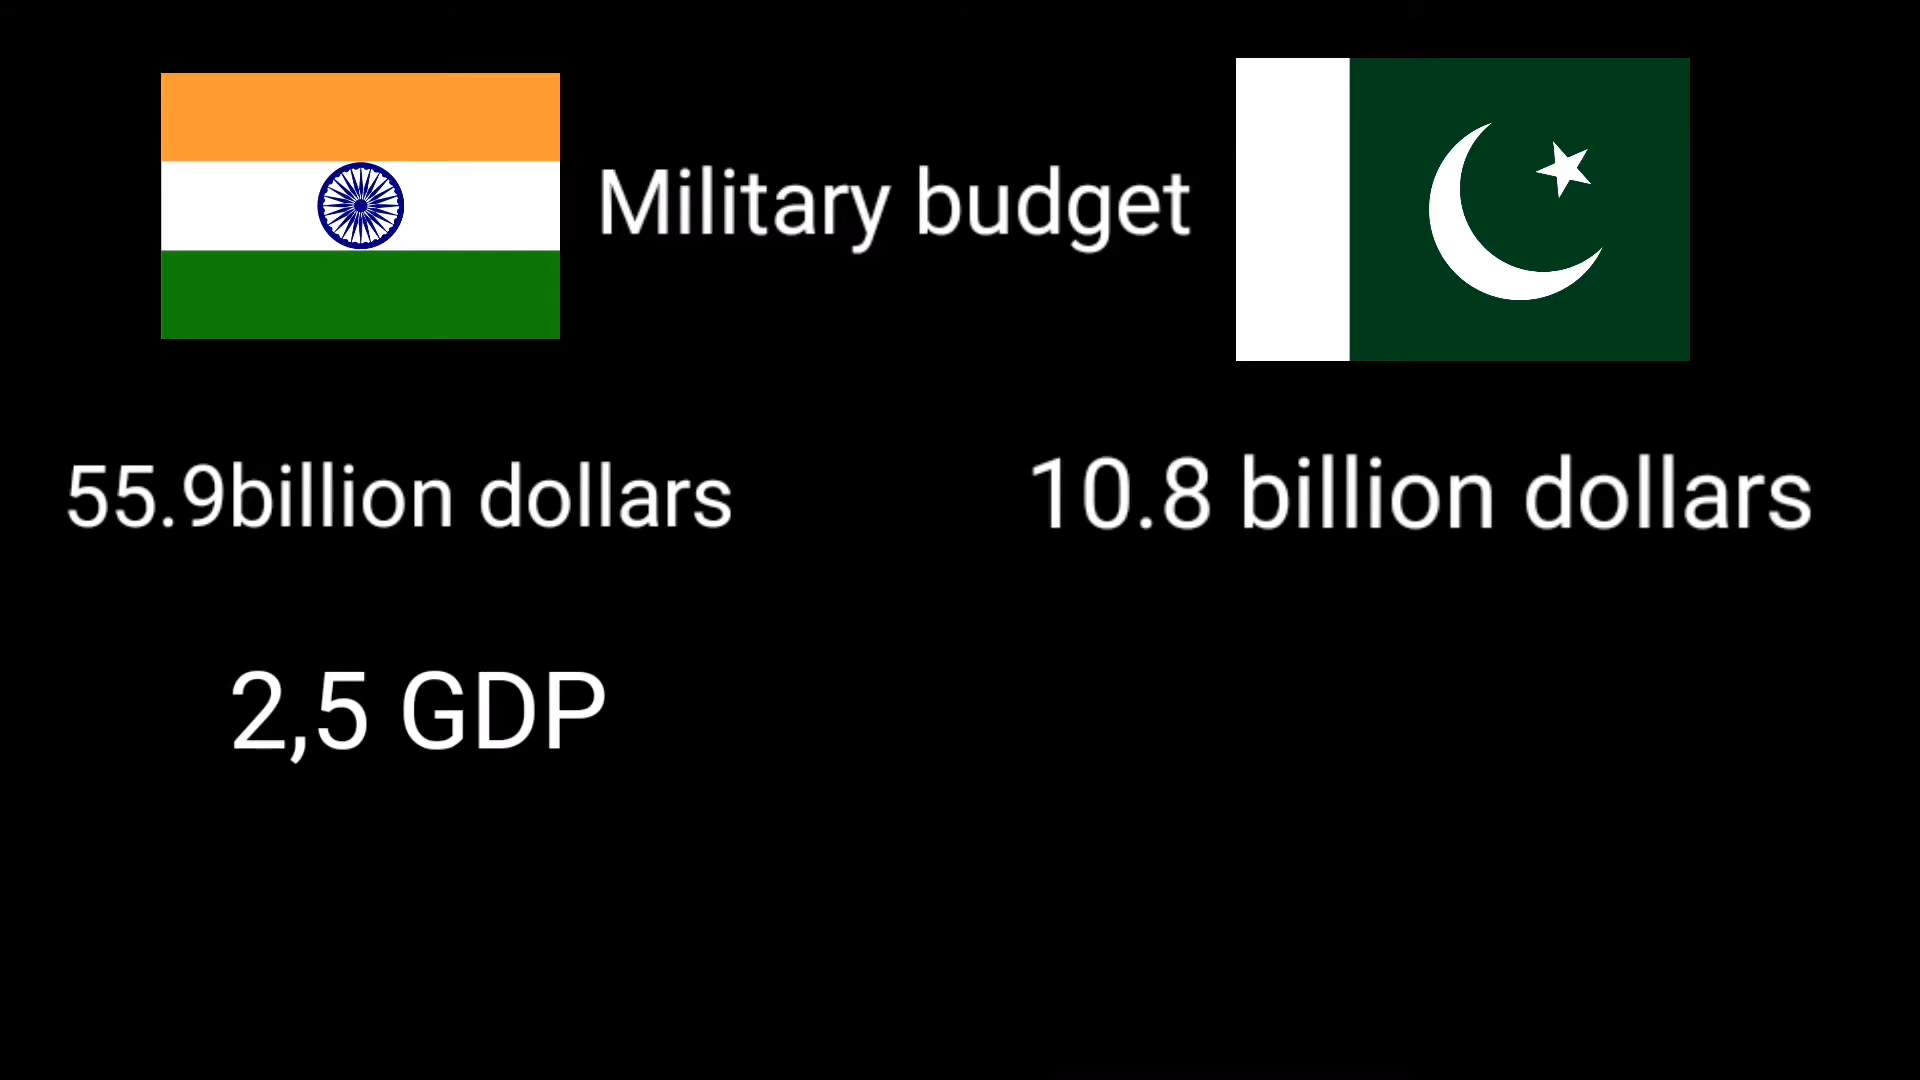 Military budget
55.9billion dollars
10.8 billion dollars
2,5 GDP